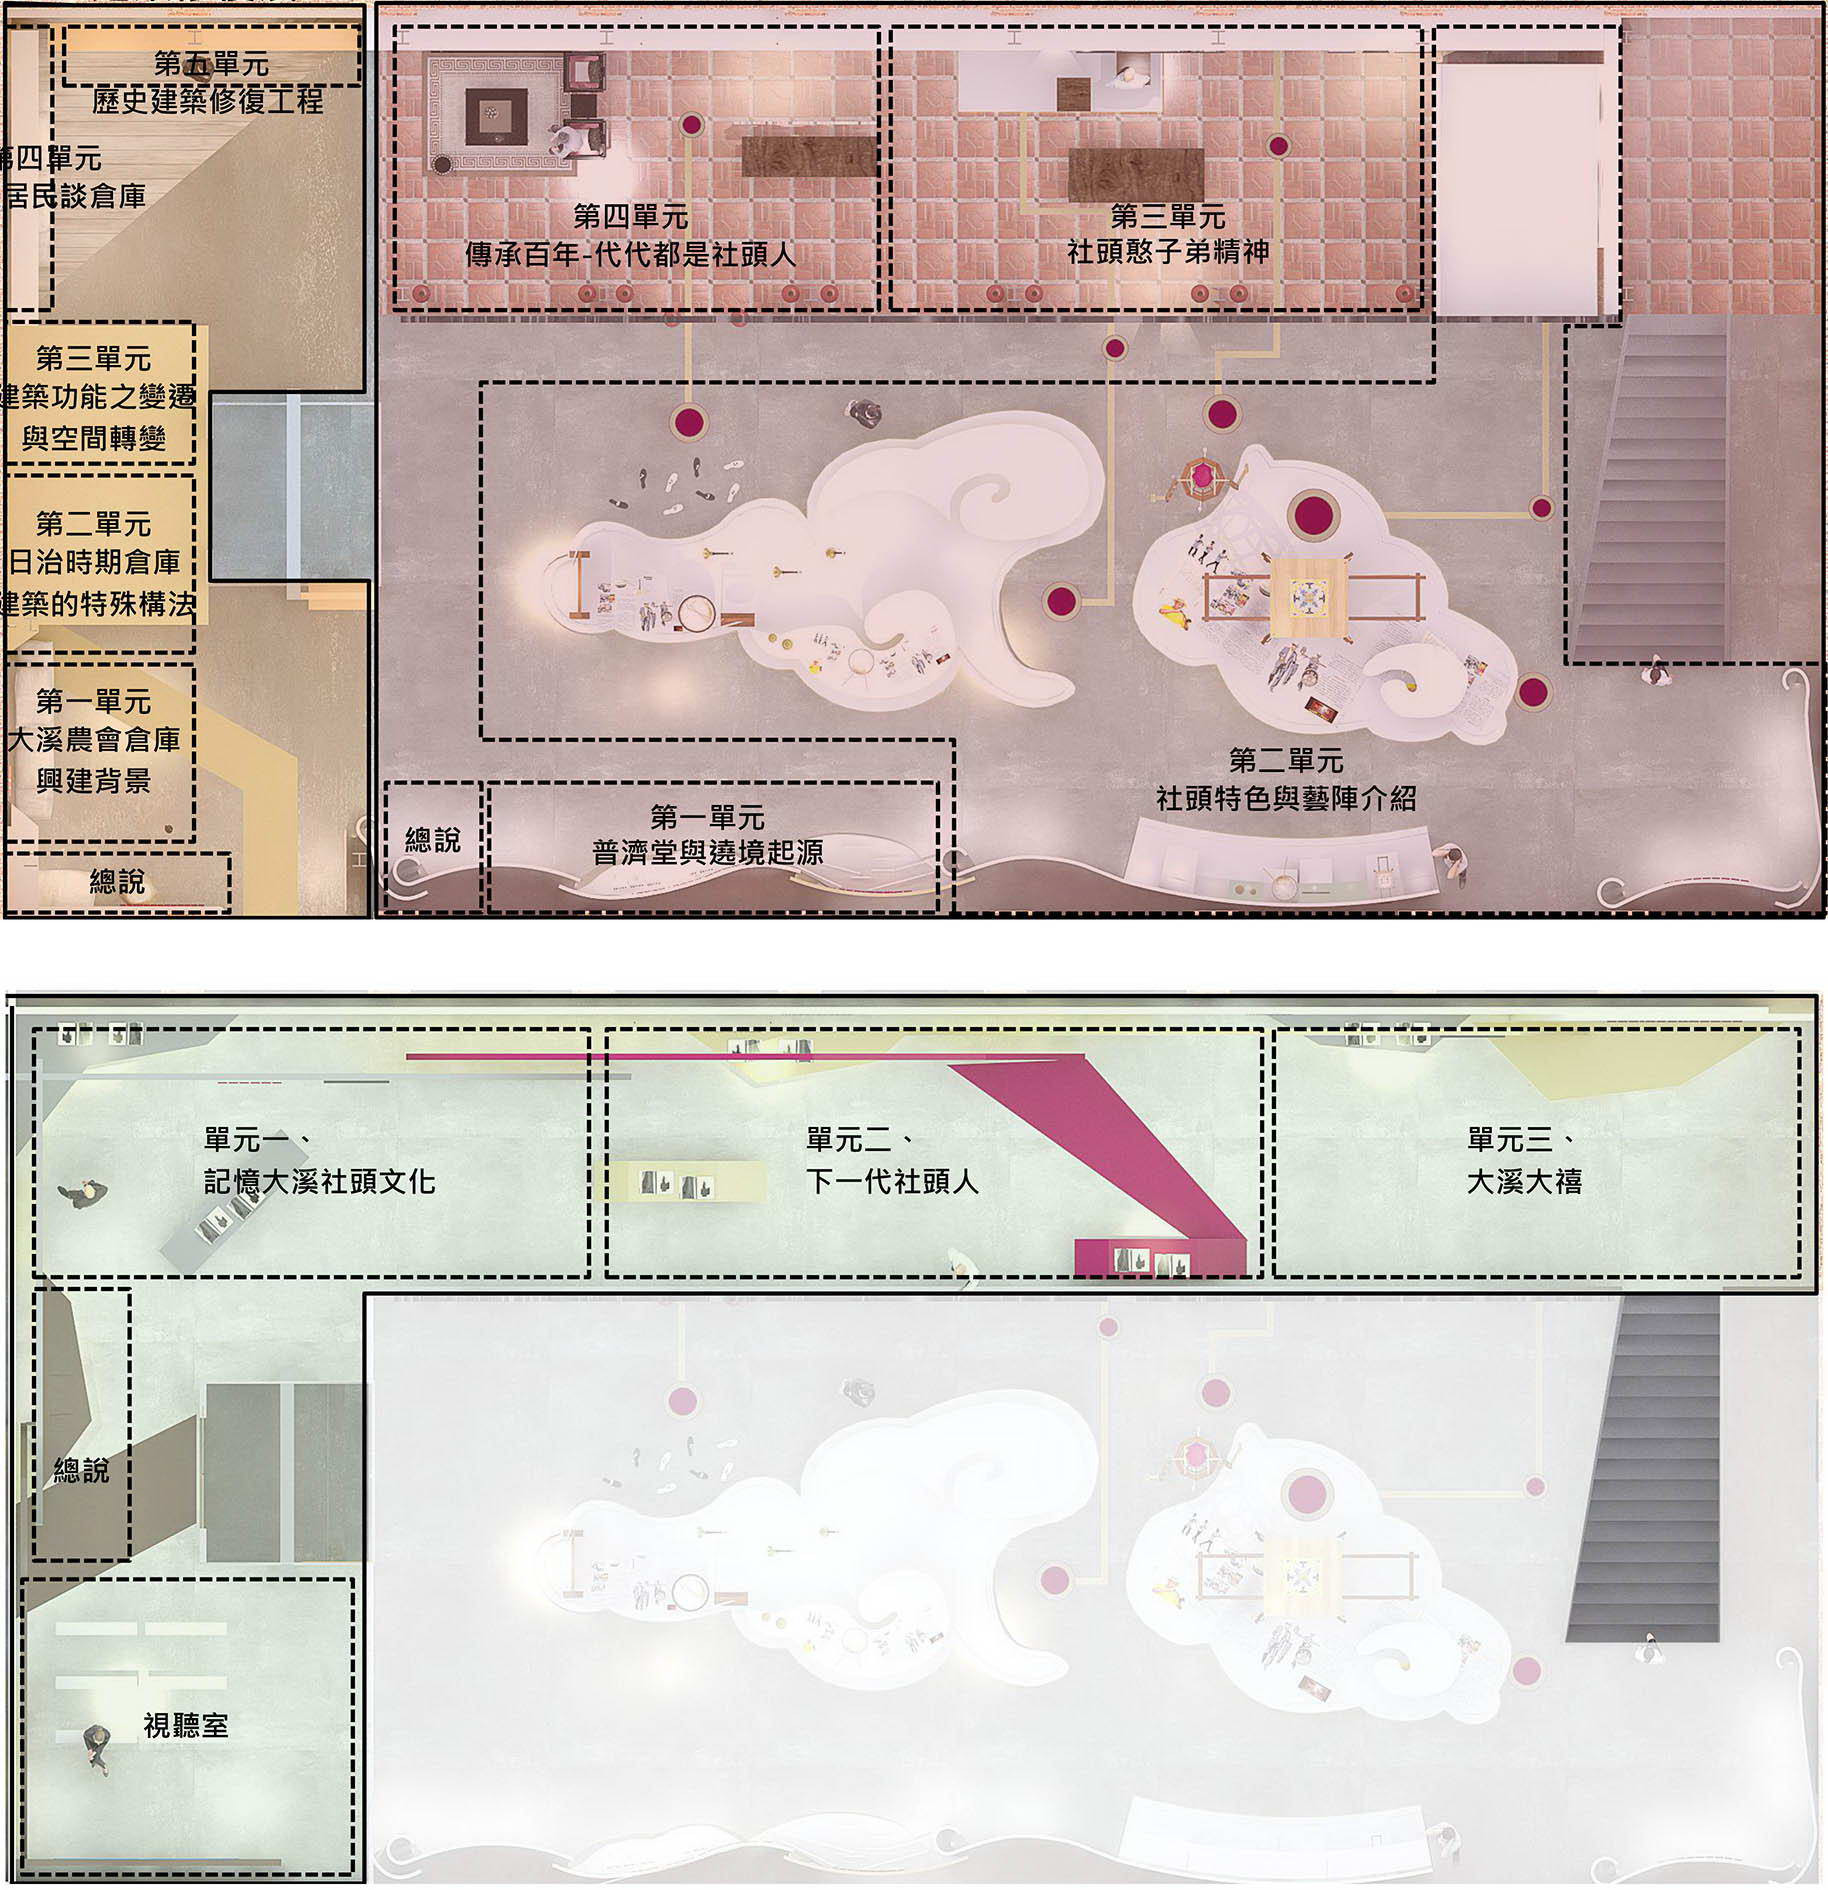 第五單元
歷史建築修復工程
第四單元
居民談倉庫
第三單元
建築功能之變遷
與空間轉變
第二單元
日治時期倉庫
建築的特殊構法
第一單元
大溪農會倉庫
興建背景
總說
第四單元
傳承百年-代代都是社頭人
第三單元
社頭憨子弟精神
第二單元
社頭特色與藝陣介紹
總說
第一單元
普濟堂與遶境起源
單元一、
記憶大溪社頭文化
單元二、
下一代社頭人
單元三、
大溪大禧
總說
視聽室